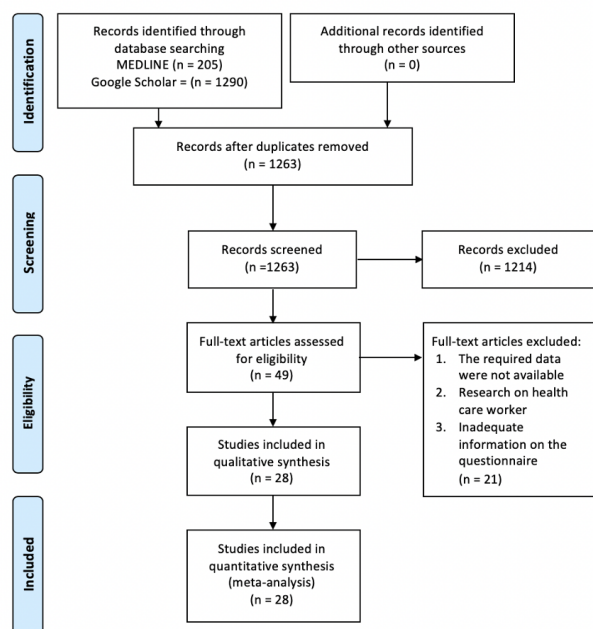 Identification
Records identified through
database searching
MEDLINE (n = 205)
Google Scholar = (n = 1290)
Additional records identified
through other sources
(n = 0)
Records after duplicates removed
(n = 1263)
Screening
Records screened
(n =1263)
Records excluded
(n = 1214)
Eligibility
Full-text articles assessed
for eligibility
(n = 49)
Full-text articles excluded:
1. The required data
were not available
2. Research on health
care worker
3. Inadequate
information on the
questionnaire
(n = 21)
Studies included in
qualitative synthesis
(n = 28)
Included
Studies included in
quantitative synthesis
(meta-analysis)
(n = 28)